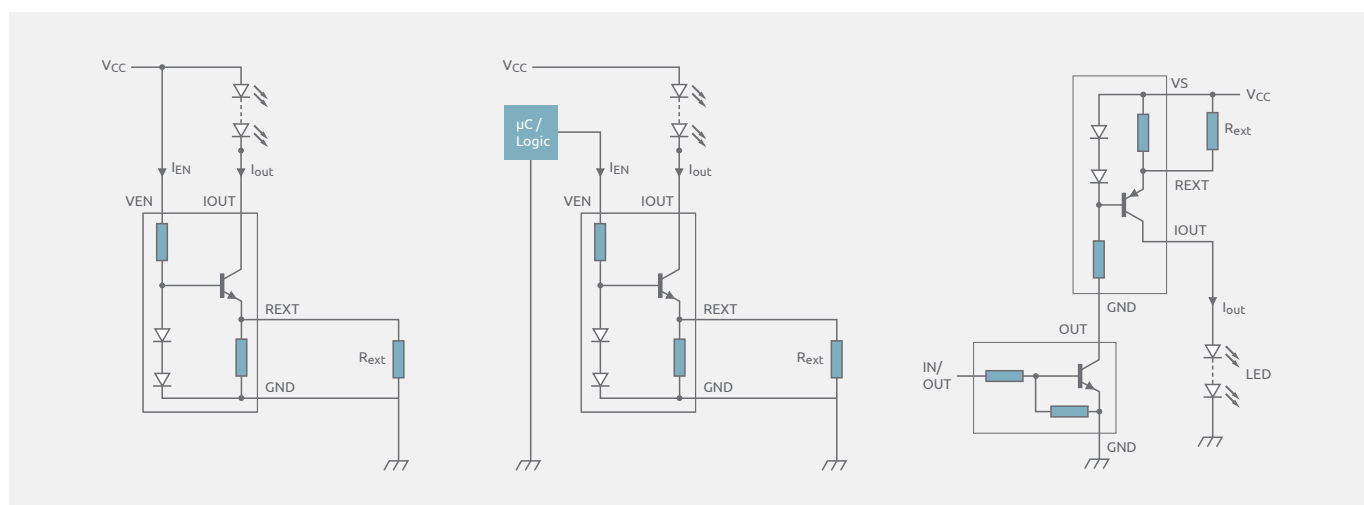 VCC
IEN
Iout
VEN
IOUT
REXT
Rext
GND
VCC
µC /
Logic
IEN
Iout
VEN
IOUT
REXT
Rext
GND
VS
VCC
Rext
REXT
IOUT
GND
Iout
OUT
IN/
OUT
LED
GND